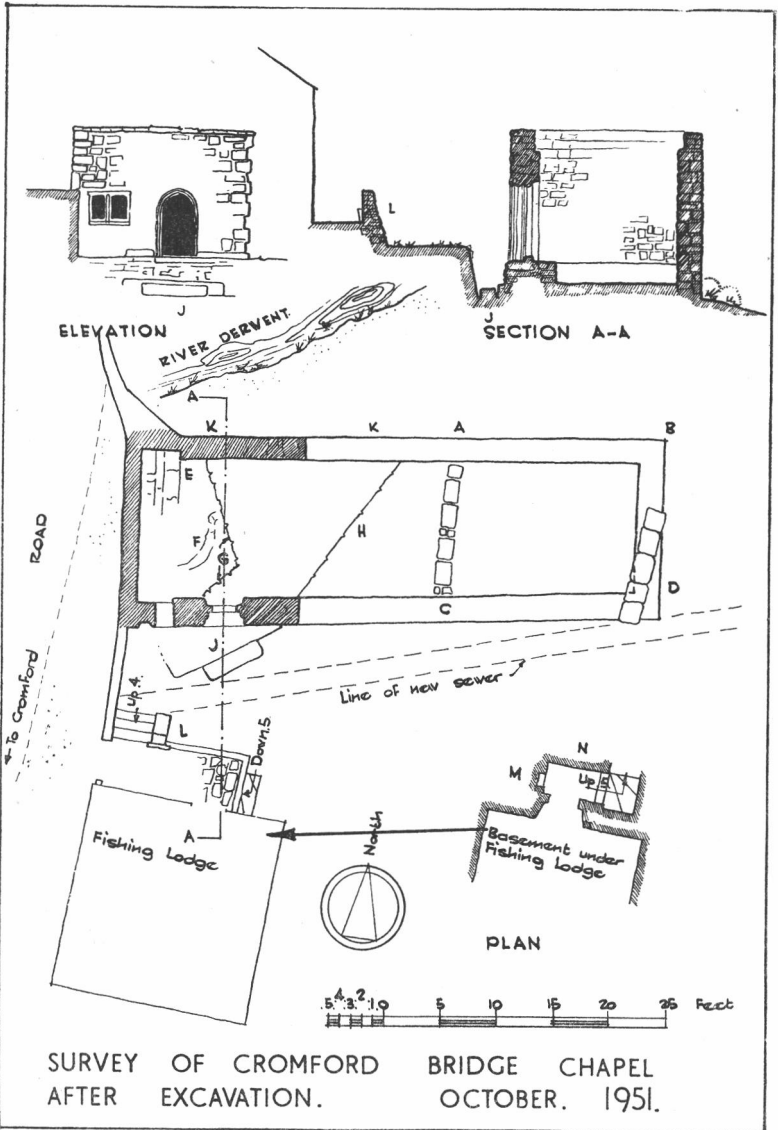 L
J
J
ELEVATION
SECTION A-A
RIVER DERWENT
A
K
K
A
B
E
ROAD
F
G
H
C
D
J
Line of new sewer
Up.4.
To Cromford
L
Down.5
N
M
Up.5
A
Fishing Lodge
North
Basement under
Fishing Lodge
PLAN
5.4.3.2.1.0 5 10 15 20 25 Feet
SURVEY OF CROMFORD BRIDGE CHAPEL
AFTER EXCAVATION. OCTOBER. 1951.